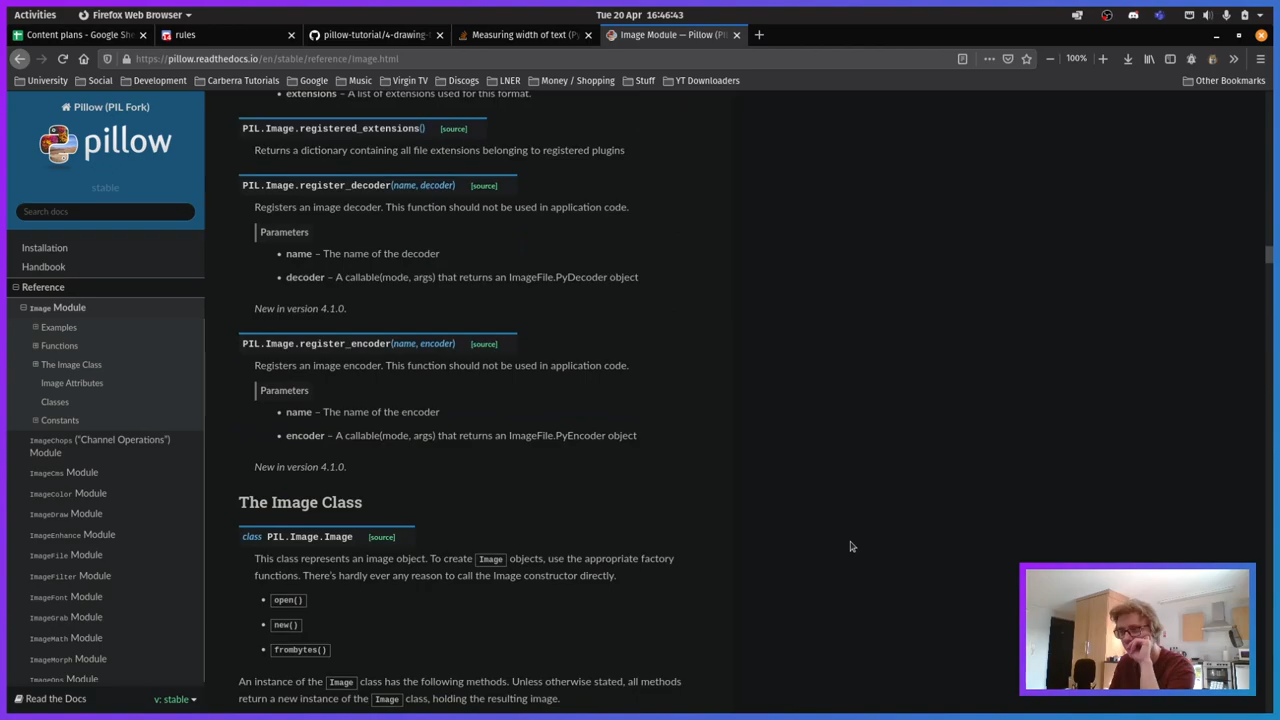 Activities
Firefox Web Browser
Tue 20 Apr 16:46:43
Content plans - Google She
rules
pillow-tutorial/4-drawing-t
Measuring width of text (Py
Image Module — Pillow (PI
https://pillow.readthedocs.io/en/stable/reference/Image.html
100%
University
Social
Development
Carberra Tutorials
Google
Music
Virgin TV
Discogs
LNER
Money / Shopping
Stuff
YT Downloaders
Other Bookmarks
Pillow (PIL Fork)
pillow
stable
Search docs
Installation
Handbook
Reference
Image Module
Examples
Functions
The Image Class
Image Attributes
Classes
Constants
ImageChops (“Channel Operations”)
Module
ImageCms Module
ImageColor Module
ImageDraw Module
ImageEnhance Module
ImageFile Module
ImageFilter Module
ImageFont Module
ImageGrab Module
ImageMath Module
ImageMorph Module
ImageOps Module
Read the Docs
v: stable
• extensions – A list of extensions used for this format.
PIL.Image.registered_extensions() [source]
Returns a dictionary containing all file extensions belonging to registered plugins
PIL.Image.register_decoder(name, decoder) [source]
Registers an image decoder. This function should not be used in application code.
Parameters
• name – The name of the decoder
• decoder – A callable(mode, args) that returns an ImageFile.PyDecoder object
New in version 4.1.0.
PIL.Image.register_encoder(name, encoder) [source]
Registers an image encoder. This function should not be used in application code.
Parameters
• name – The name of the encoder
• encoder – A callable(mode, args) that returns an ImageFile.PyEncoder object
New in version 4.1.0.
The Image Class
class PIL.Image.Image [source]
This class represents an image object. To create Image objects, use the appropriate factory
functions. There’s hardly ever any reason to call the Image constructor directly.
• open()
• new()
• frombytes()
An instance of the Image class has the following methods. Unless otherwise stated, all methods
return a new instance of the Image class, holding the resulting image.